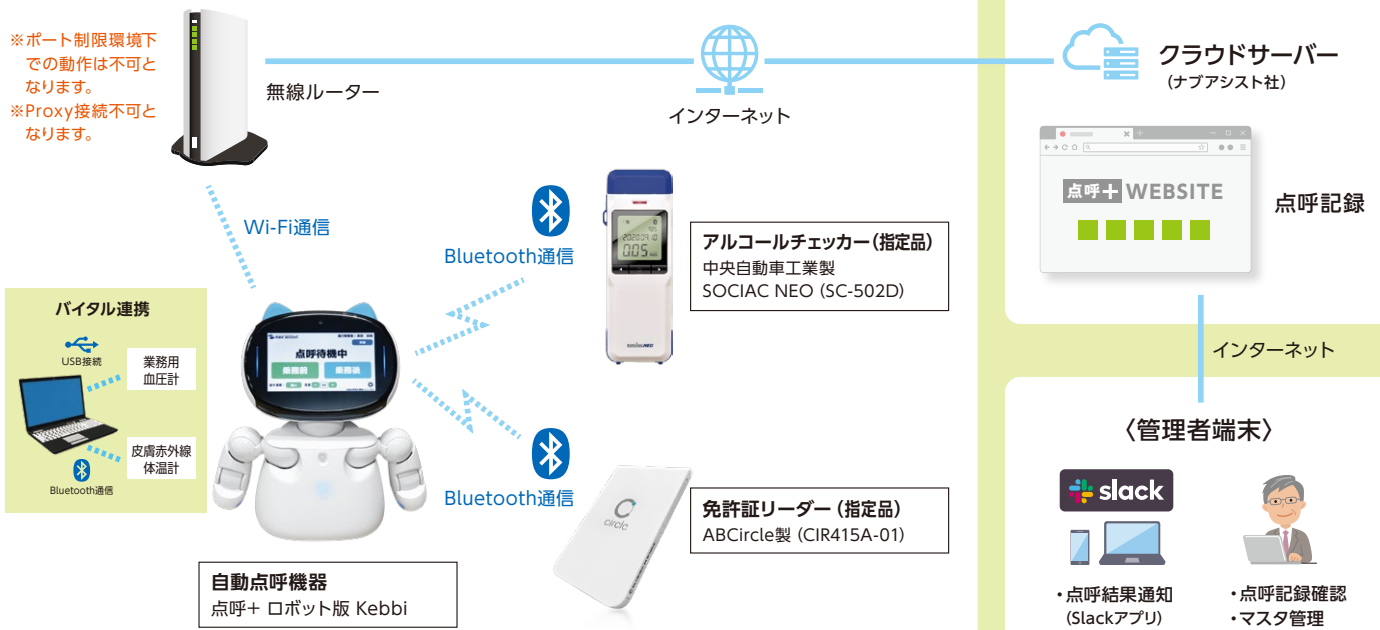 ※ポート制限環境下
での動作は不可と
なります。
※Proxy接続不可と
なります。
無線ルーター
インターネット
クラウドサーバー
(ナブアシスト社)
点呼+ WEBSITE
点呼記録
Wi-Fi通信
Bluetooth通信
2020.09.10
0.05
SOCIAC NEO
アルコールチェッカー(指定品)
中央自動車工業製
SOCIAC NEO (SC-502D)
バイタル連携
USB接続
業務用
血圧計
皮膚赤外線
体温計
Bluetooth通信
点呼待機中
乗務前
乗務後
Bluetooth通信
circle
免許証リーダー (指定品)
ABCircle製 (CIR415A-01)
自動点呼機器
点呼+ ロボット版 Kebbi
インターネット
〈管理者端末〉
slack
・点呼結果通知
(Slackアプリ)
・点呼記録確認
・マスタ管理